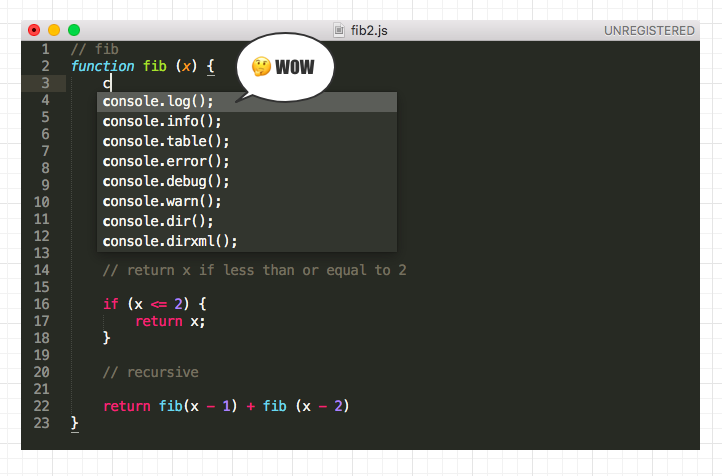 fib2.js
UNREGISTERED
1 // fib
2 function fib (x) {
3 c
WOW
4 console.log();
5 console.info();
6 console.table();
7 console.error();
8 console.debug();
9 console.warn();
10 console.dir();
11 console.dirxml();
12
13
14 // return x if less than or equal to 2
15
16 if (x <= 2) {
17 return x;
18 }
19
20 // recursive
21
22 return fib(x - 1) + fib (x - 2)
23 }